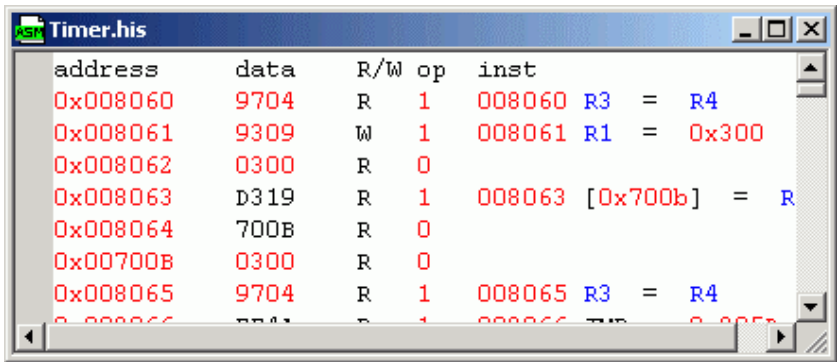 ASM Timer.his
address data R/W op inst
0x008060 9704 R 1 008060 R3 = R4
0x008061 9309 W 1 008061 R1 = 0x300
0x008062 0300 R 0
0x008063 D319 R 1 008063 [0x700b] = R
0x008064 700B R 0
0x00700B 0300 R 0
0x008065 9704 R 1 008065 R3 = R4